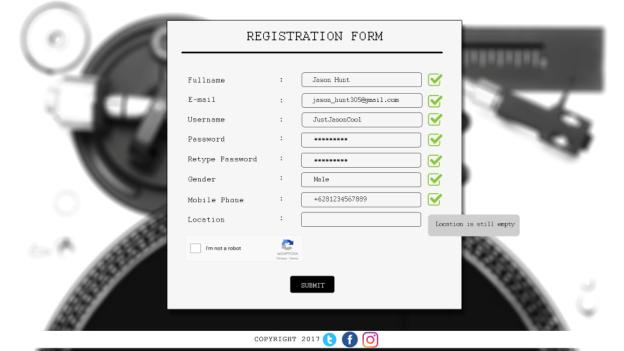 REGISTRATION FORM
Fullname : Jason Hunt
E-mail : jason_hunt305@gmail.com
Username : JustJasonCool
Password : *********
Retype Password : *********
Gender : Male
Mobile Phone : +6281234567889
Location :
Location is still empty
I'm not a robot
reCAPTCHA
Privacy - Terms
SUBMIT
COPYRIGHT 2017